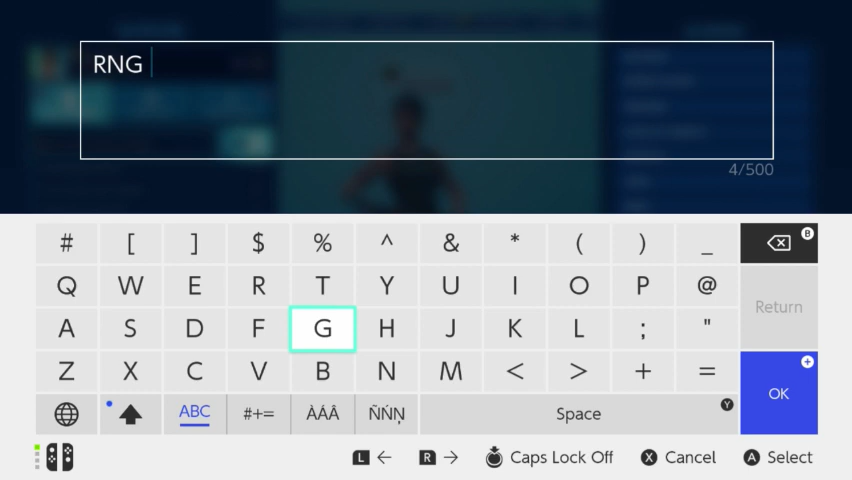 RNG
4/500
# [ ] $ % ^ & * ( ) _ B
Q W E R T Y U I O P @ Return
A S D F G H J K L ; "
Z X C V B N M < > + = OK +
ABC #+= ÀÁÂ ÑŃŅ Space Y
L ← R → Caps Lock Off X Cancel A Select